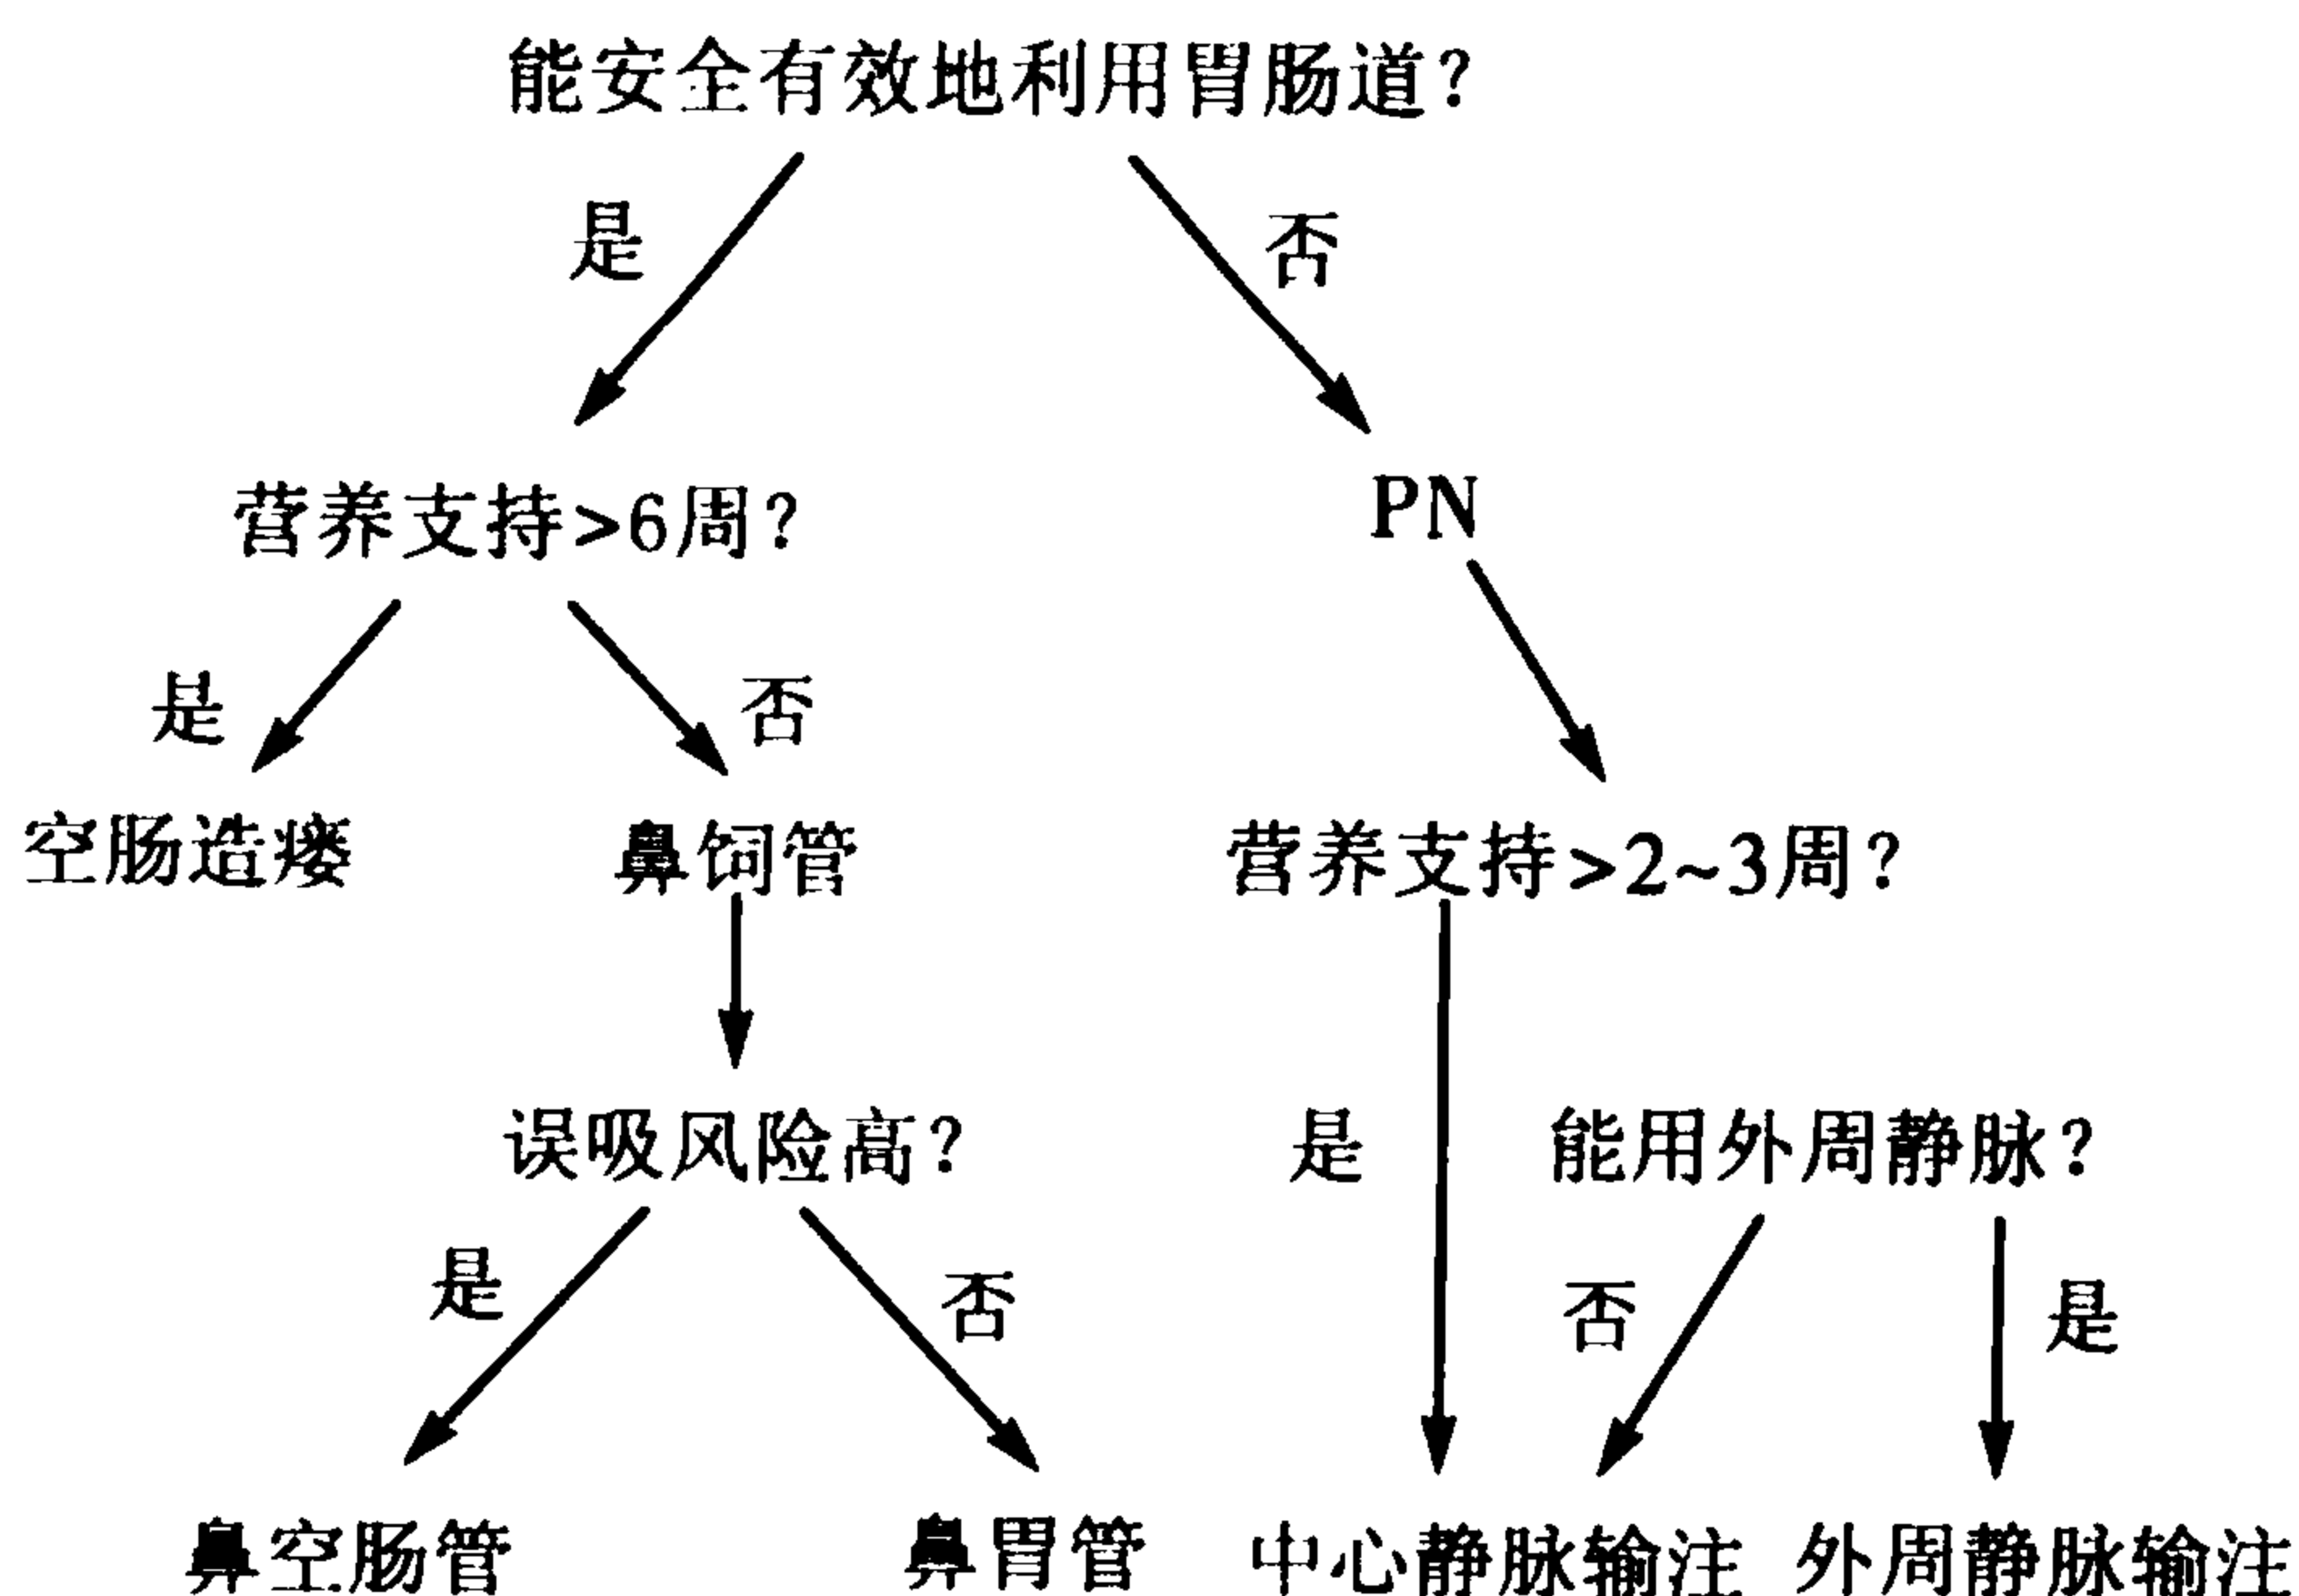 能安全有效地利用胃肠道?
是
否
营养支持>6周?
PN
是
否
空肠造瘘
鼻饲管
营养支持>2~3周?
误吸风险高?
是
能用外周静脉?
是
否
否
是
鼻空肠管
鼻胃管
中心静脉输注
外周静脉输注